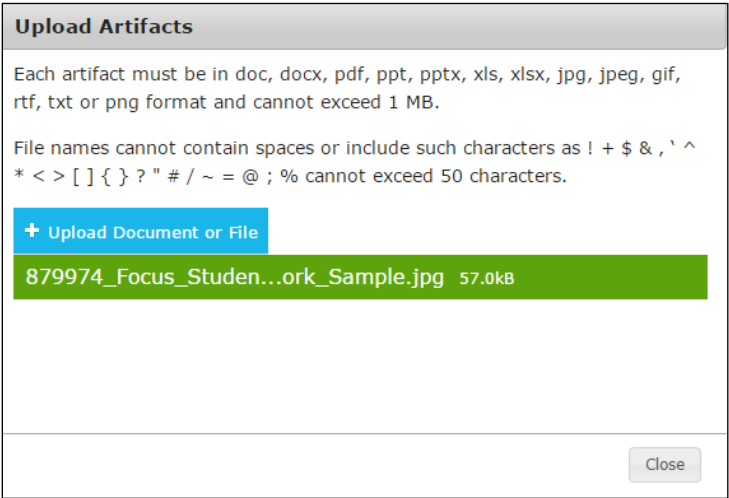 Upload Artifacts
Each artifact must be in doc, docx, pdf, ppt, pptx, xls, xlsx, jpg, jpeg, gif,
rtf, txt or png format and cannot exceed 1 MB.
File names cannot contain spaces or include such characters as ! + $ & , ‛ ^
* < > [ ] { } ? " # / ~ = @ ; % cannot exceed 50 characters.
+ Upload Document or File
879974_Focus_Studen...ork_Sample.jpg 57.0kB
Close